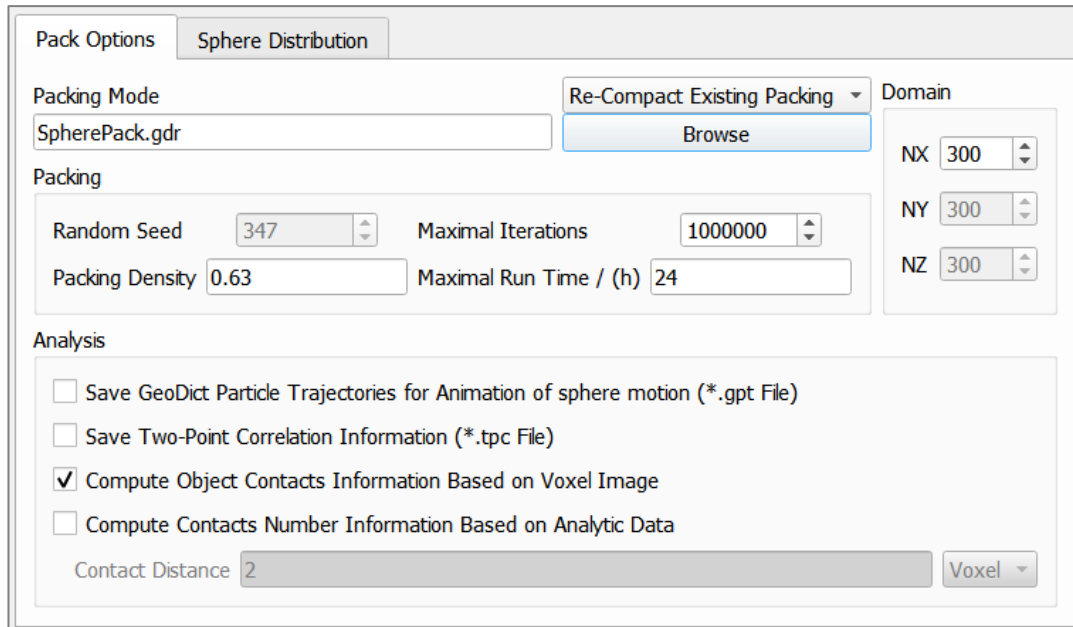 Pack Options Sphere Distribution
Packing Mode Re-Compact Existing Packing Domain
SpherePack.gdr Browse
NX 300
Packing
NY 300
Random Seed 347 Maximal Iterations 1000000
NZ 300
Packing Density 0.63 Maximal Run Time / (h) 24
Analysis
Save GeoDict Particle Trajectories for Animation of sphere motion (*.gpt File)
Save Two-Point Correlation Information (*.tpc File)
Compute Object Contacts Information Based on Voxel Image
Compute Contacts Number Information Based on Analytic Data
Contact Distance 2 Voxel